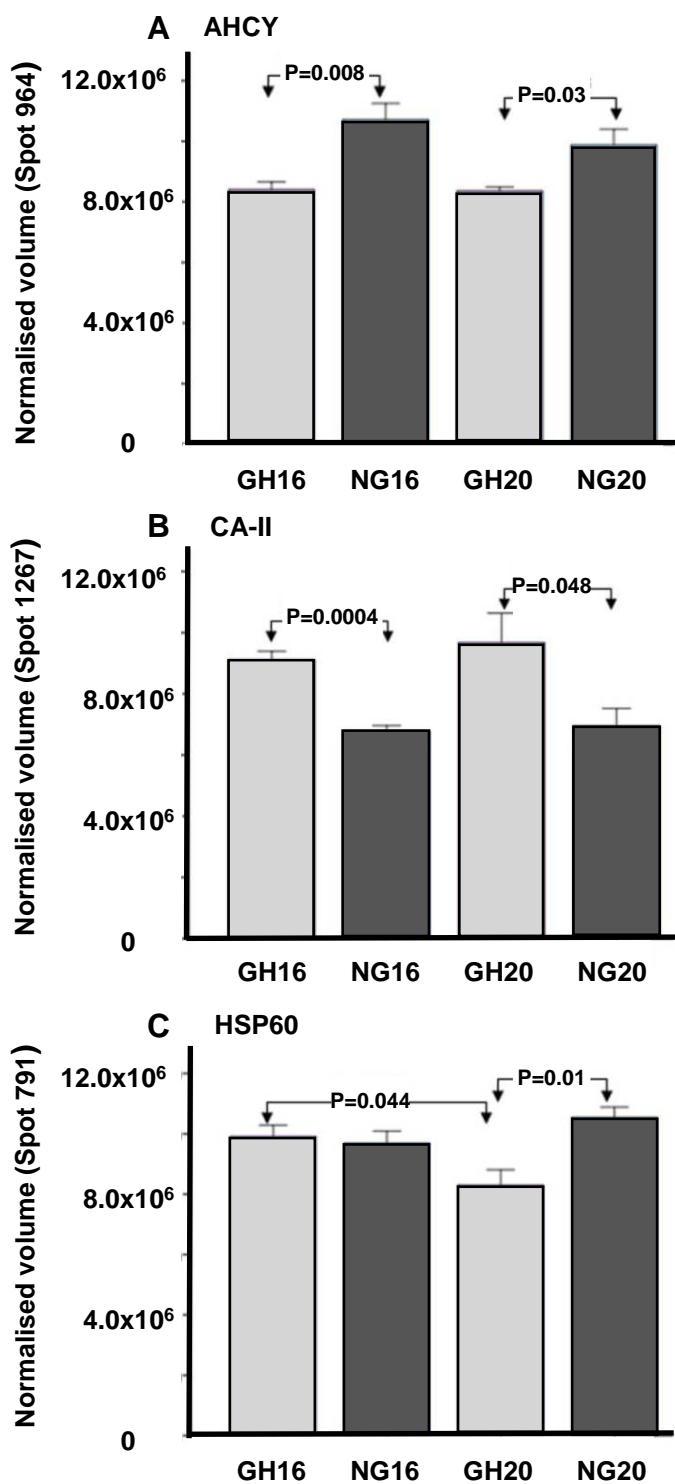 A AHCY
Normalised volume (Spot 964)
12.0x10⁶
P=0.008
P=0.03
8.0x10⁶
4.0x10⁶
0
GH16 NG16 GH20 NG20
B CA-II
Normalised volume (Spot 1267)
12.0x10⁶
P=0.0004
P=0.048
8.0x10⁶
4.0x10⁶
0
GH16 NG16 GH20 NG20
C HSP60
Normalised volume (Spot 791)
12.0x10⁶
P=0.044
P=0.01
8.0x10⁶
4.0x10⁶
0
GH16 NG16 GH20 NG20